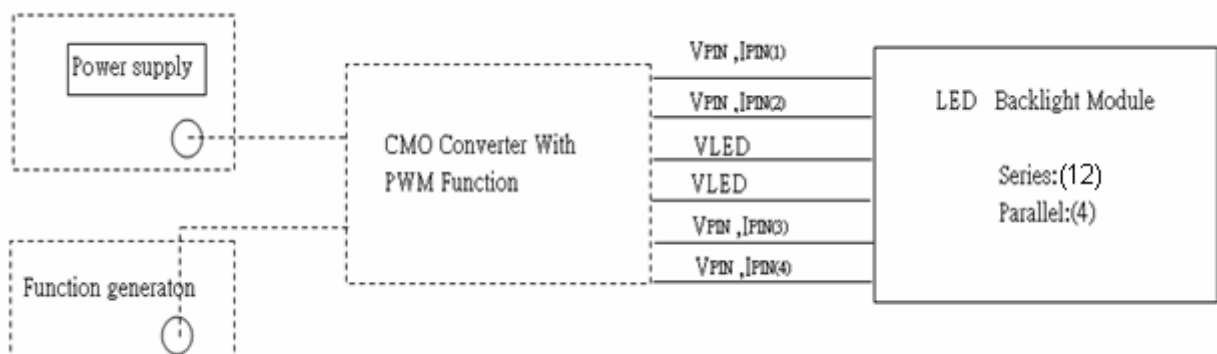 Power supply
Function generaton
CMO Converter With
PWM Function
VPIN ,IPIN(1)
VPIN ,IPIN(2)
VLED
VLED
VPIN ,IPIN(3)
VPIN ,IPIN(4)
LED Backlight Module
Series:(12)
Parallel:(4)